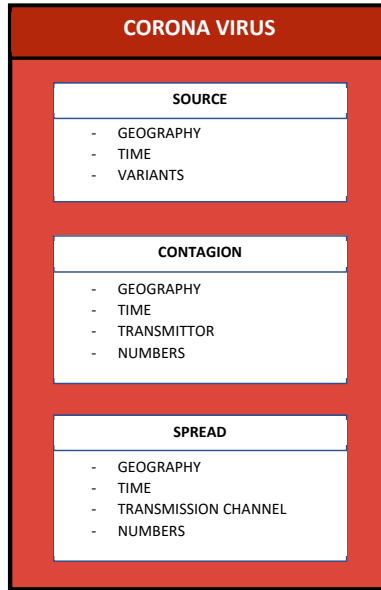 CORONA VIRUS
SOURCE
- GEOGRAPHY
- TIME
- VARIANTS
CONTAGION
- GEOGRAPHY
- TIME
- TRANSMITTOR
- NUMBERS
SPREAD
- GEOGRAPHY
- TIME
- TRANSMISSION CHANNEL
- NUMBERS